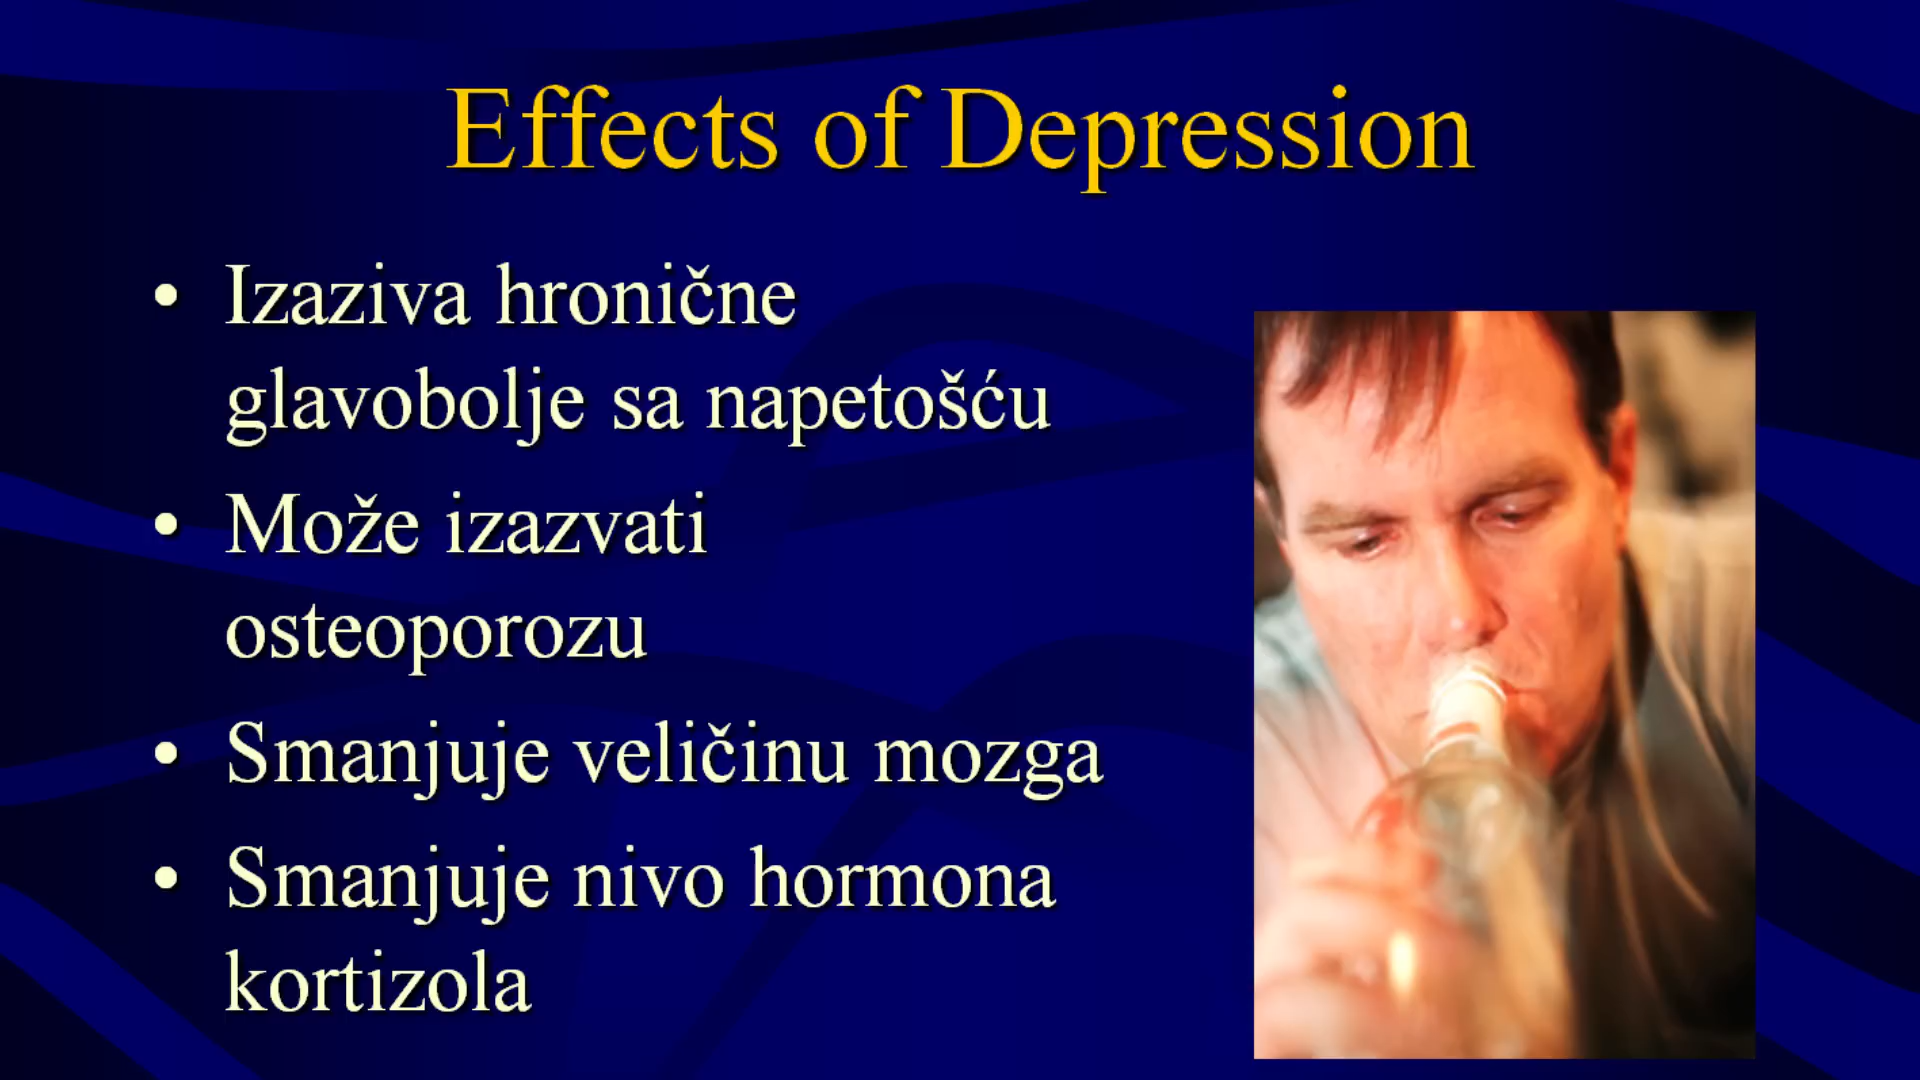 Effects of Depression
• Izaziva hronične
glavobolje sa napetošću
• Može izazvati
osteoporozu
• Smanjuje veličinu mozga
• Smanjuje nivo hormona
kortizola